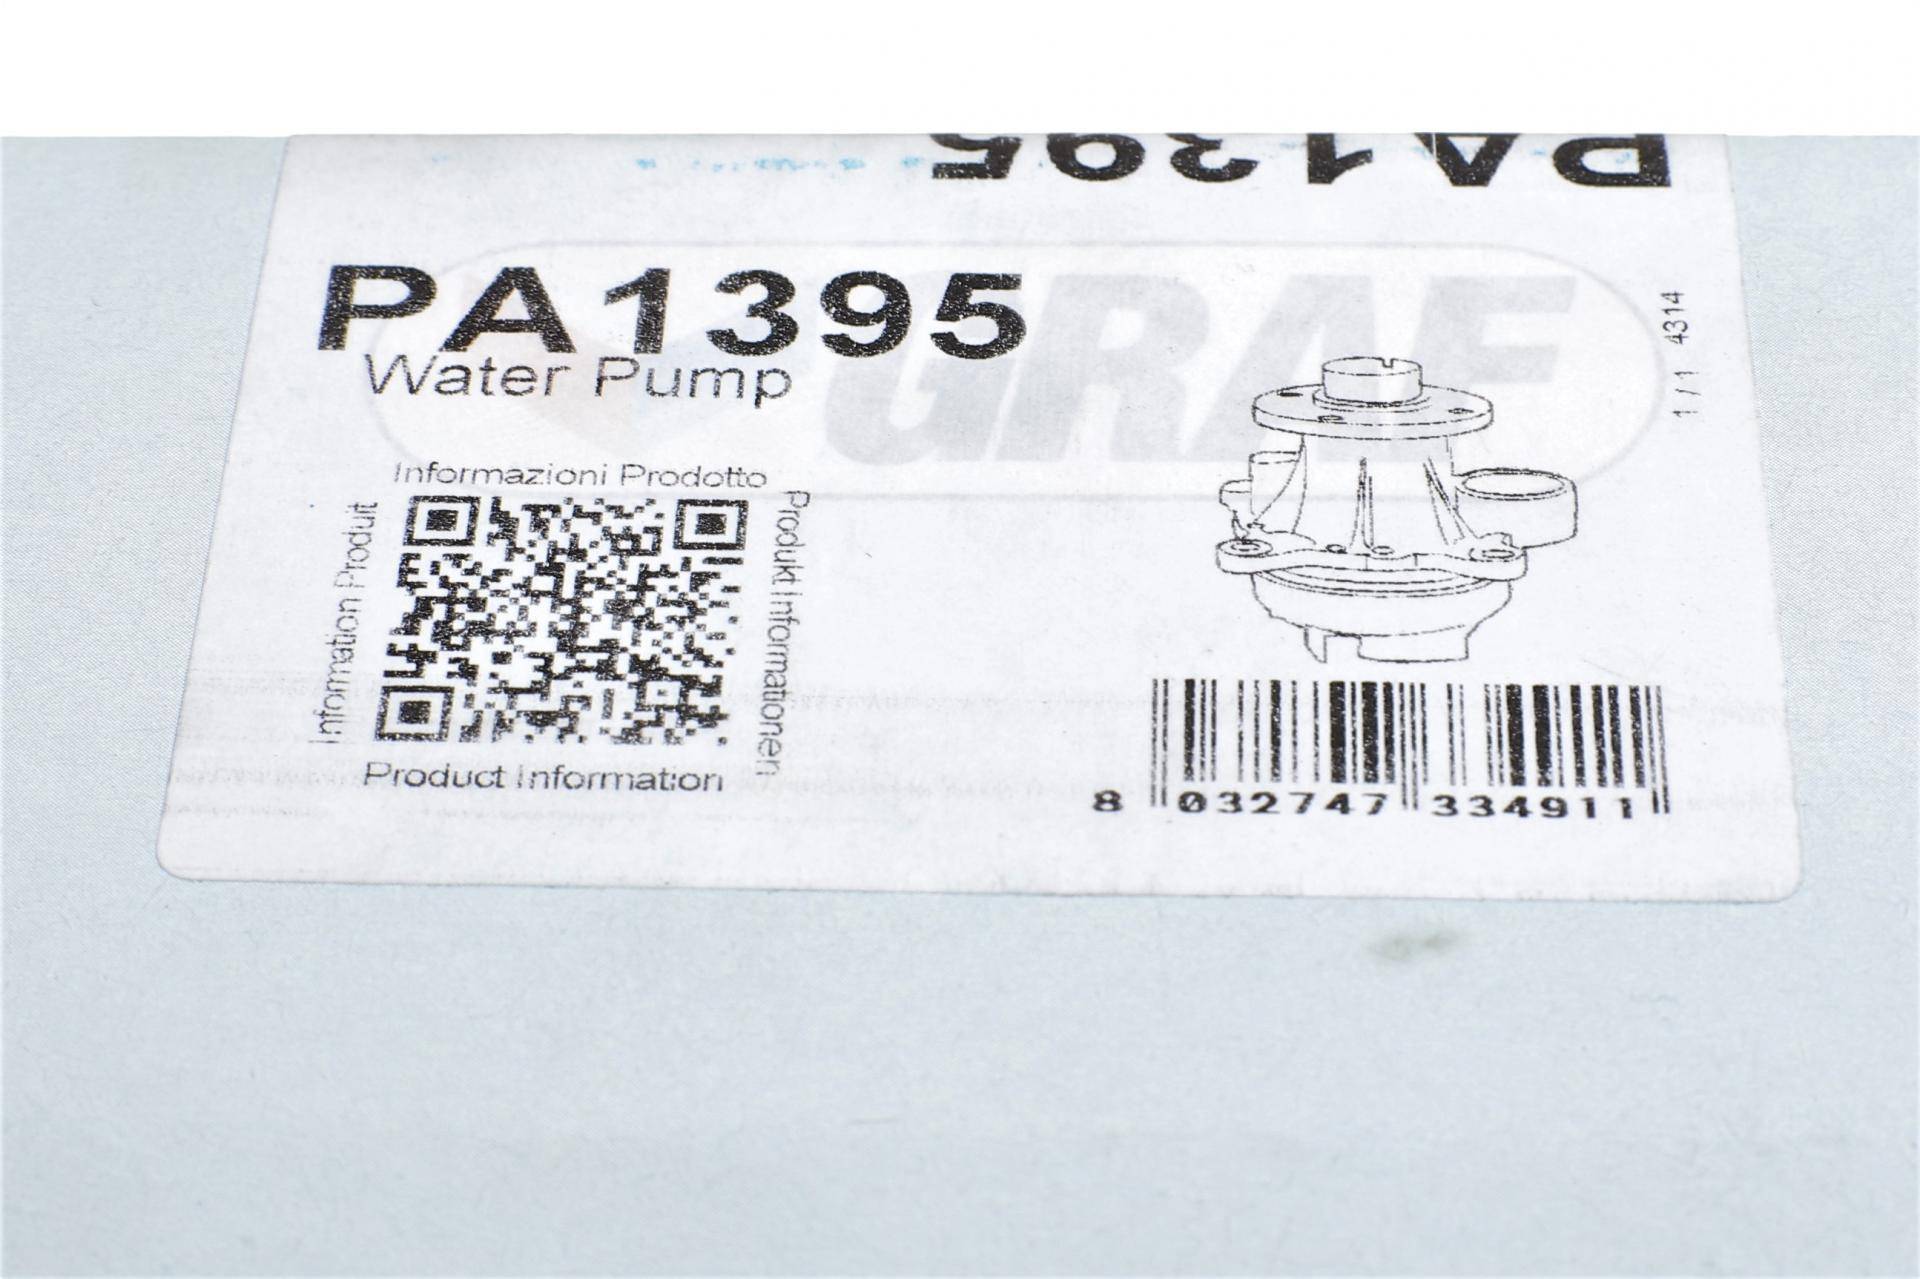 PA1395
PA1395
GRAF
Water Pump
1/1 4314
Informazioni Prodotto
Information Produit
Produkt Informationen
Product Information
8 032747 334911